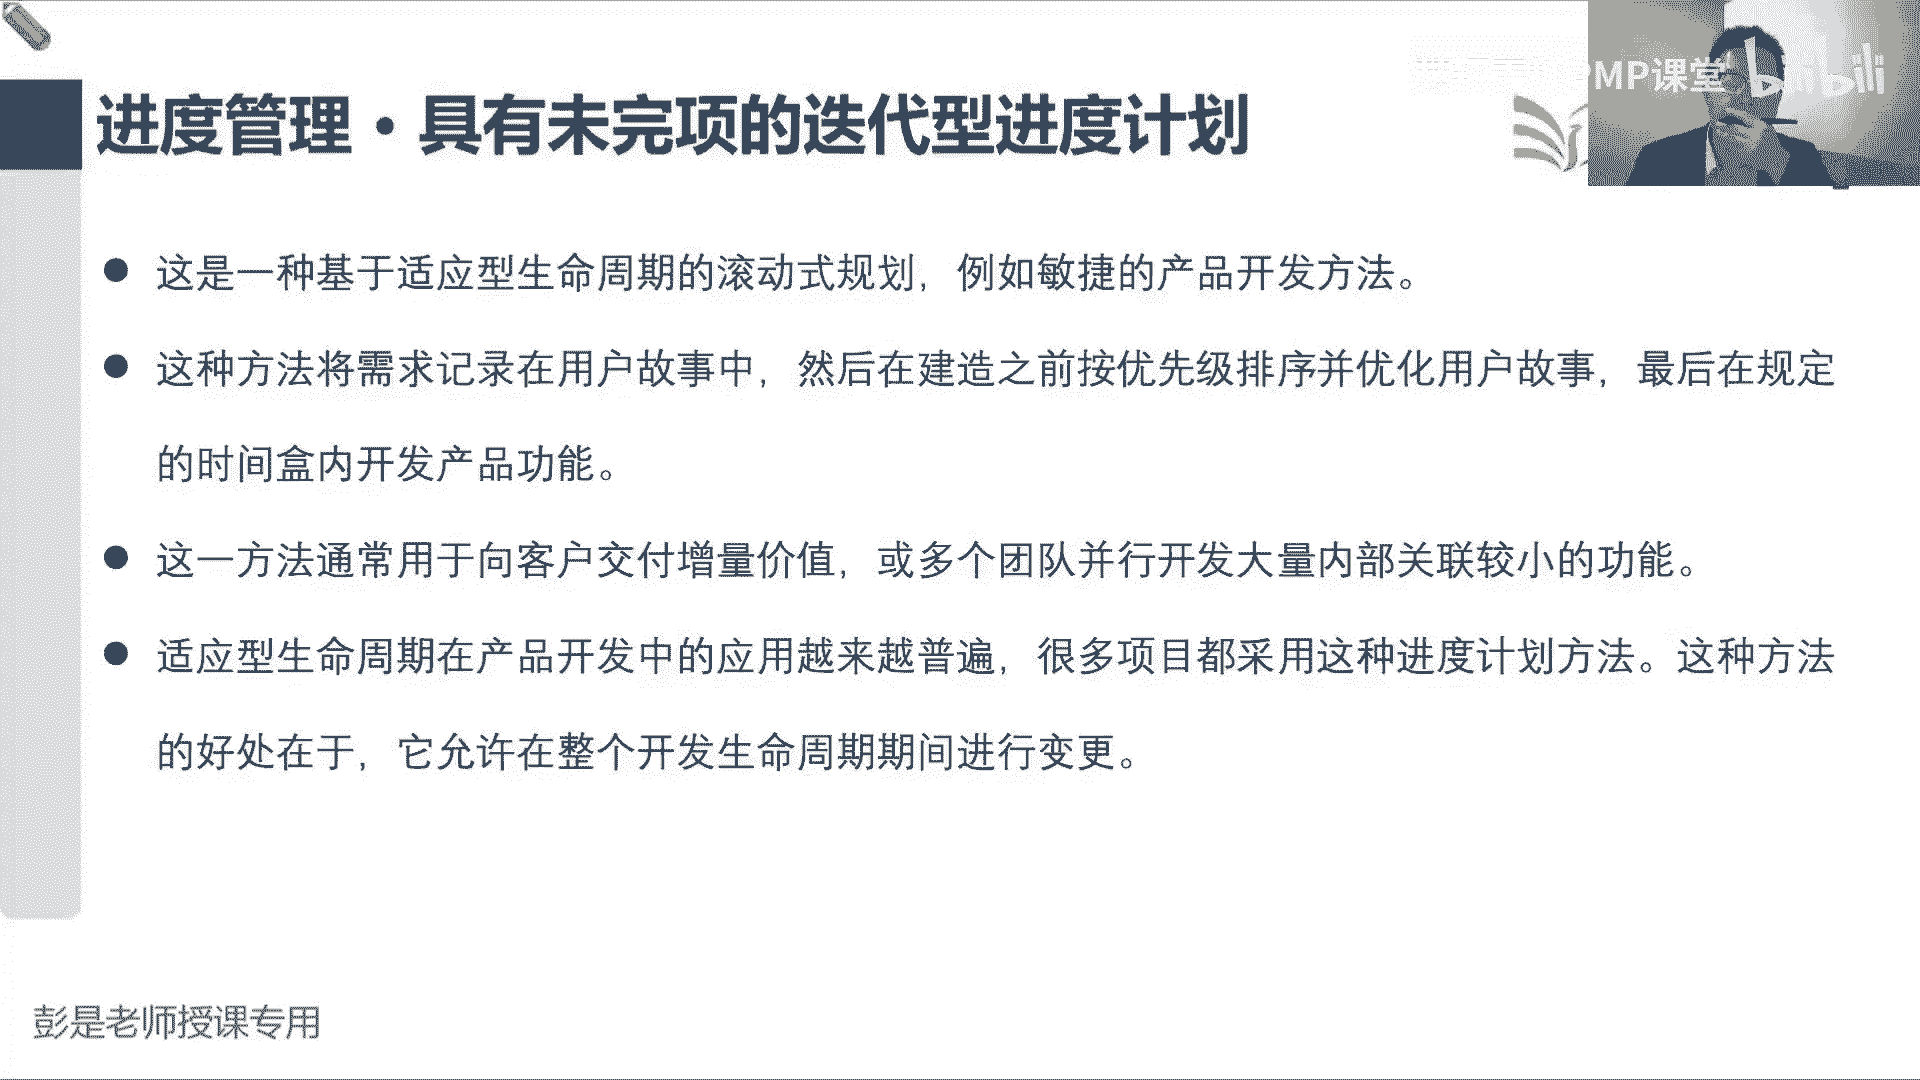 PMP课堂 bilibili
进度管理·具有未完项的迭代型进度计划
这是一种基于适应型生命周期的滚动式规划，例如敏捷的产品开发方法。
这种方法将需求记录在用户故事中，然后在建造之前按优先级排序并优化用户故事，最后在规定
的时间盒内开发产品功能。
这一方法通常用于向客户交付增量价值，或多个团队并行开发大量内部关联较小的功能。
适应型生命周期在产品开发中的应用越来越普遍，很多项目都采用这种进度计划方法。这种方法
的好处在于，它允许在整个开发生命周期期间进行变更。
彭是老师授课专用